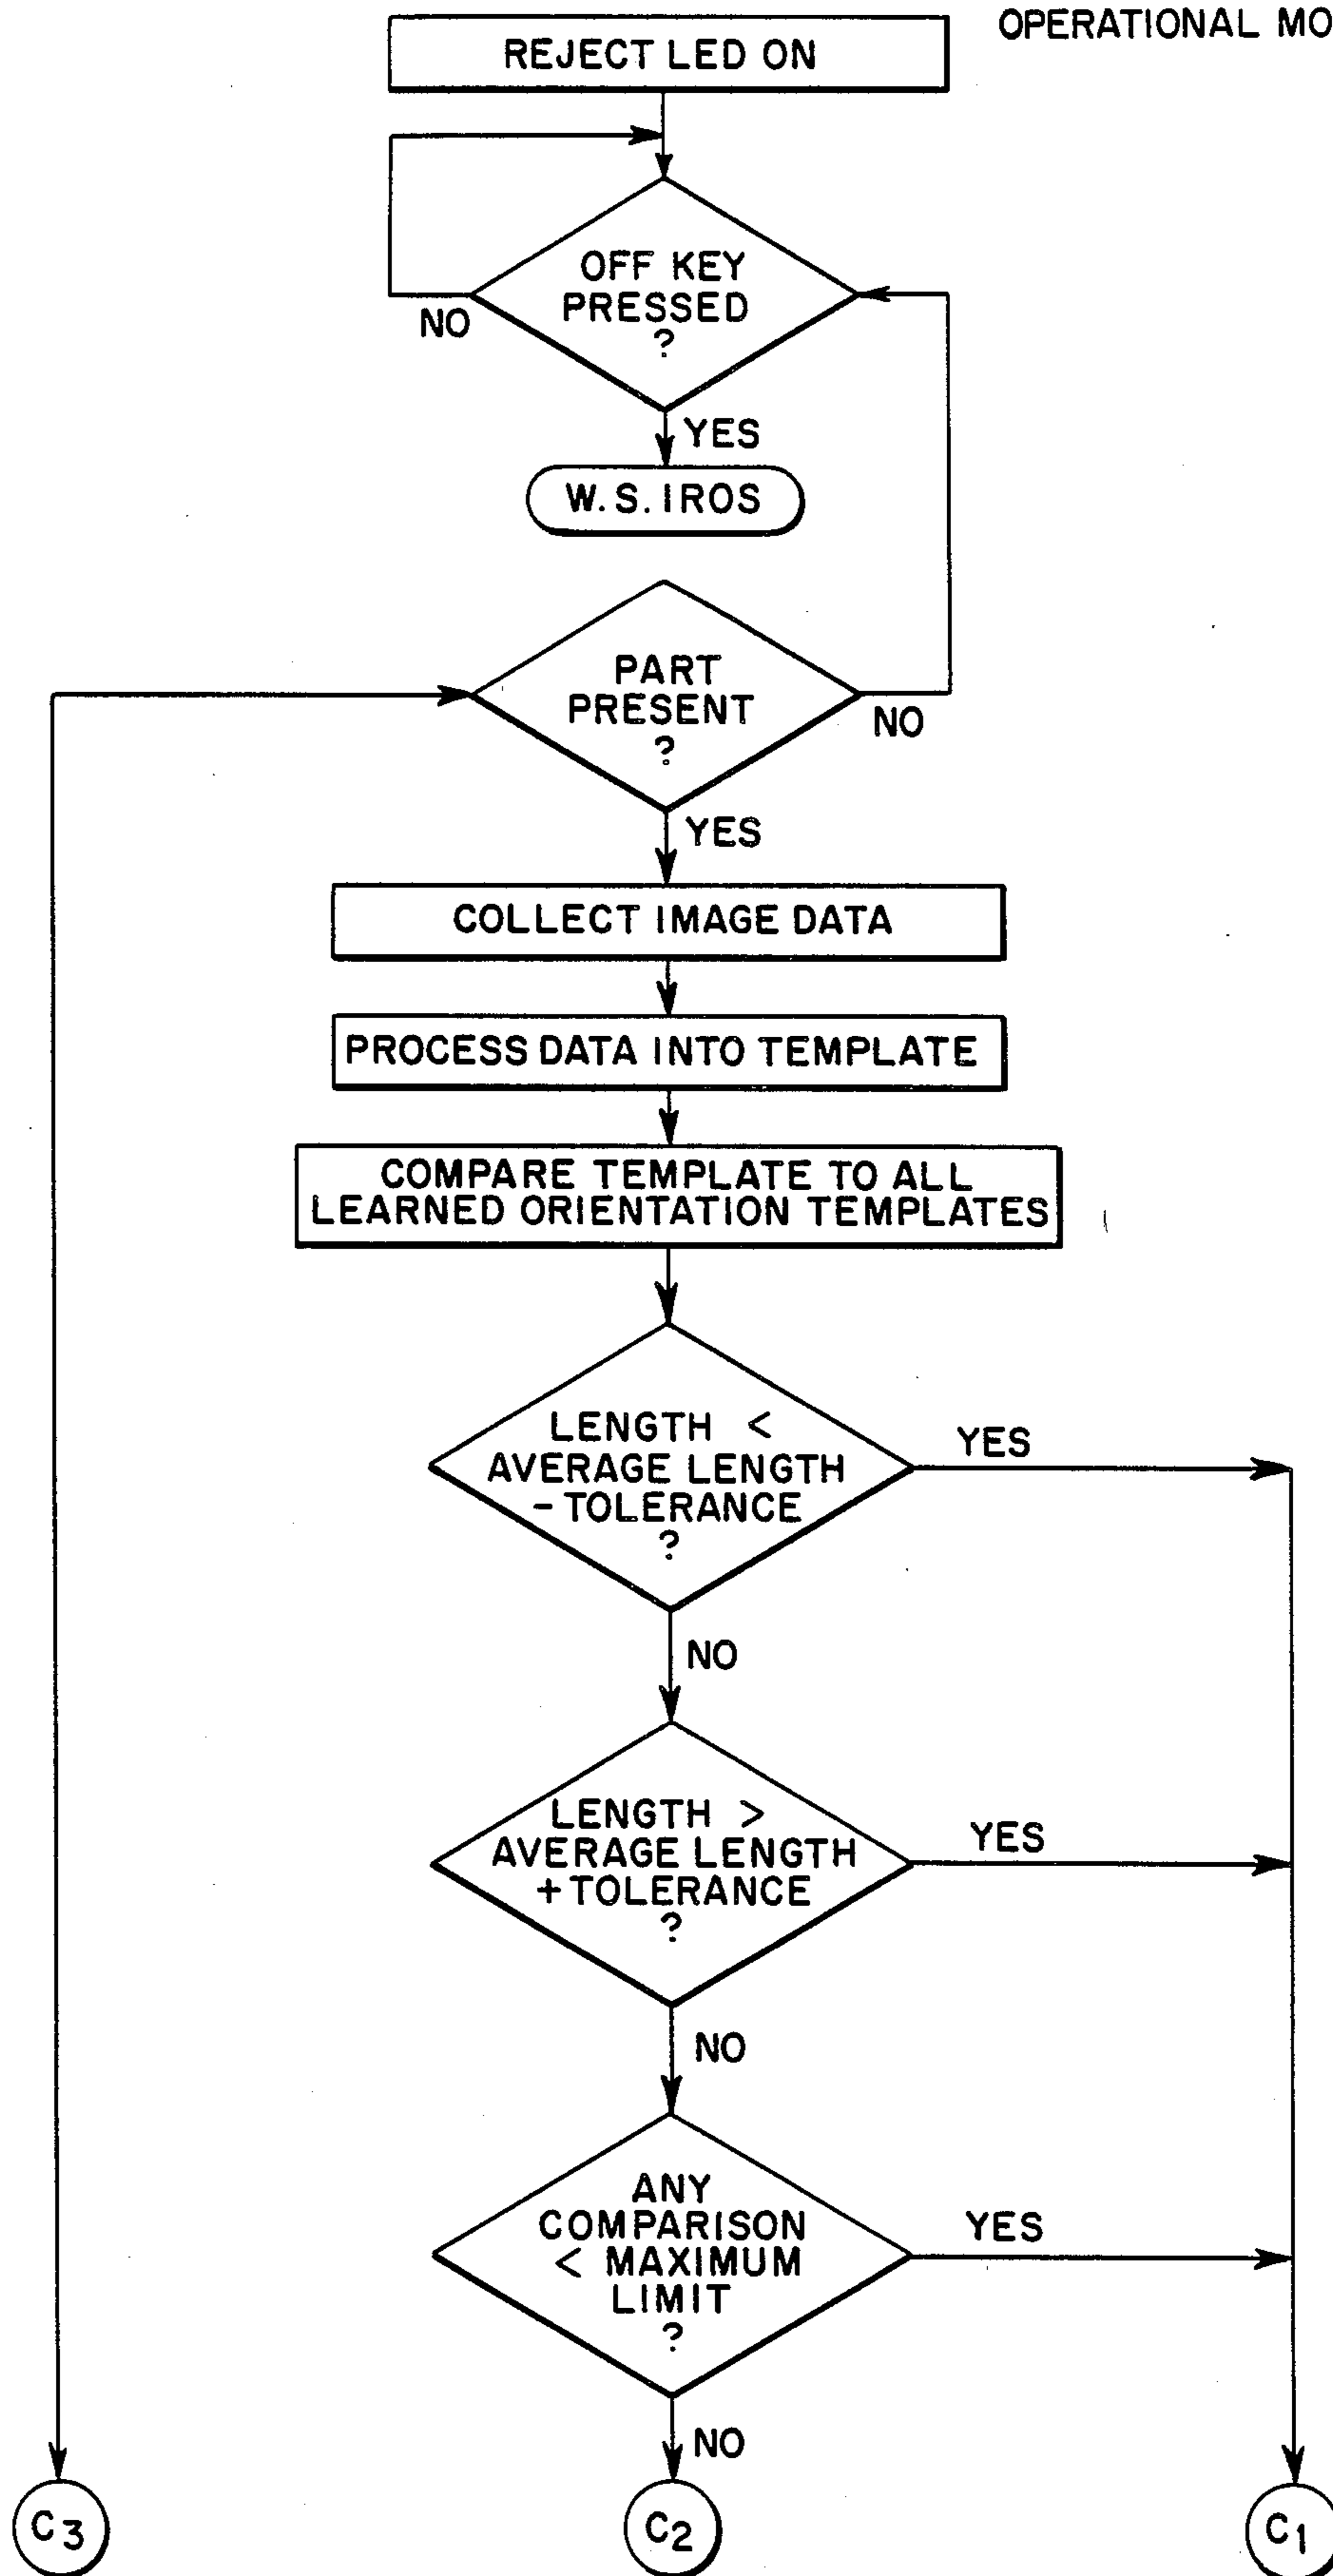 OPERATIONAL MO
REJECT LED ON
OFF KEY
PRESSED
?
NO
YES
W. S. IROS
PART
PRESENT
?
NO
YES
COLLECT IMAGE DATA
PROCESS DATA INTO TEMPLATE
COMPARE TEMPLATE TO ALL
LEARNED ORIENTATION TEMPLATES
LENGTH <
AVERAGE LENGTH
- TOLERANCE
?
YES
NO
LENGTH >
AVERAGE LENGTH
+ TOLERANCE
?
YES
NO
ANY
COMPARISON
< MAXIMUM
LIMIT
?
YES
NO
C3
C2
C1